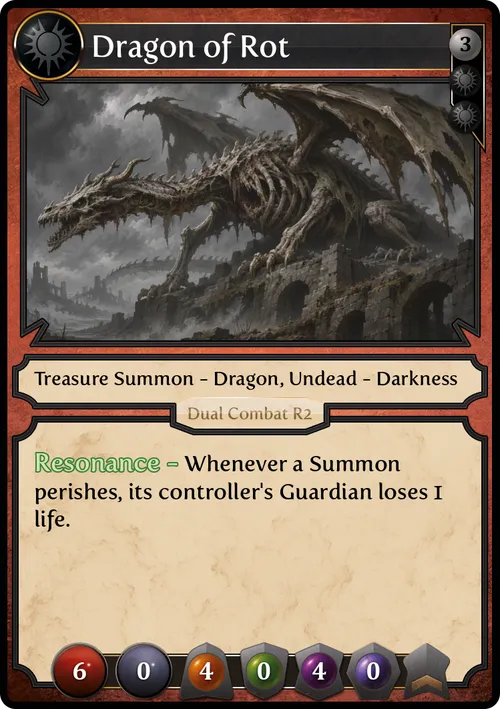 Dragon of Rot
3
Treasure Summon - Dragon, Undead - Darkness
Dual Combat R2
Resonance - Whenever a Summon
perishes, its controller's Guardian loses 1
life.
6* 0* 4 0 4 0